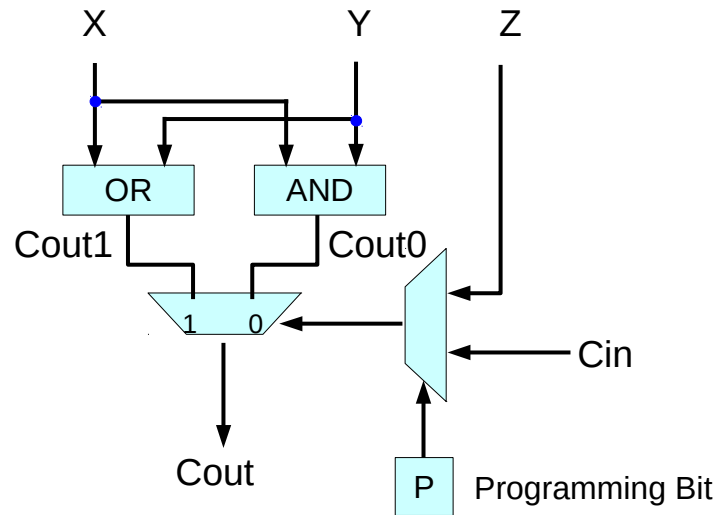 X
Y
Z
OR
AND
Cout1
Cout0
1
0
Cin
Cout
P
Programming Bit